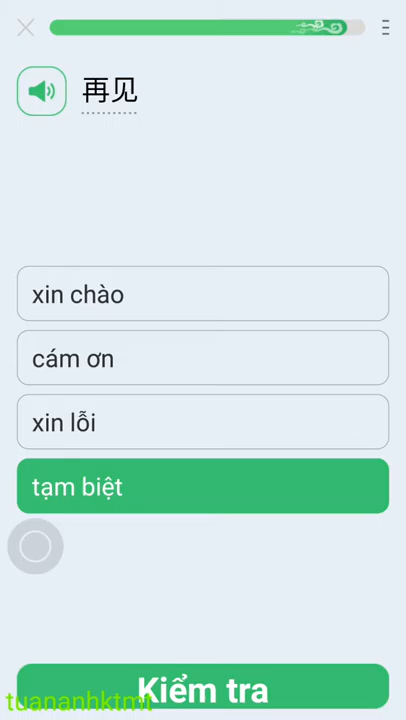 再见
xin chào
cám ơn
xin lỗi
tạm biệt
Kiểm tra
tuananhktmt